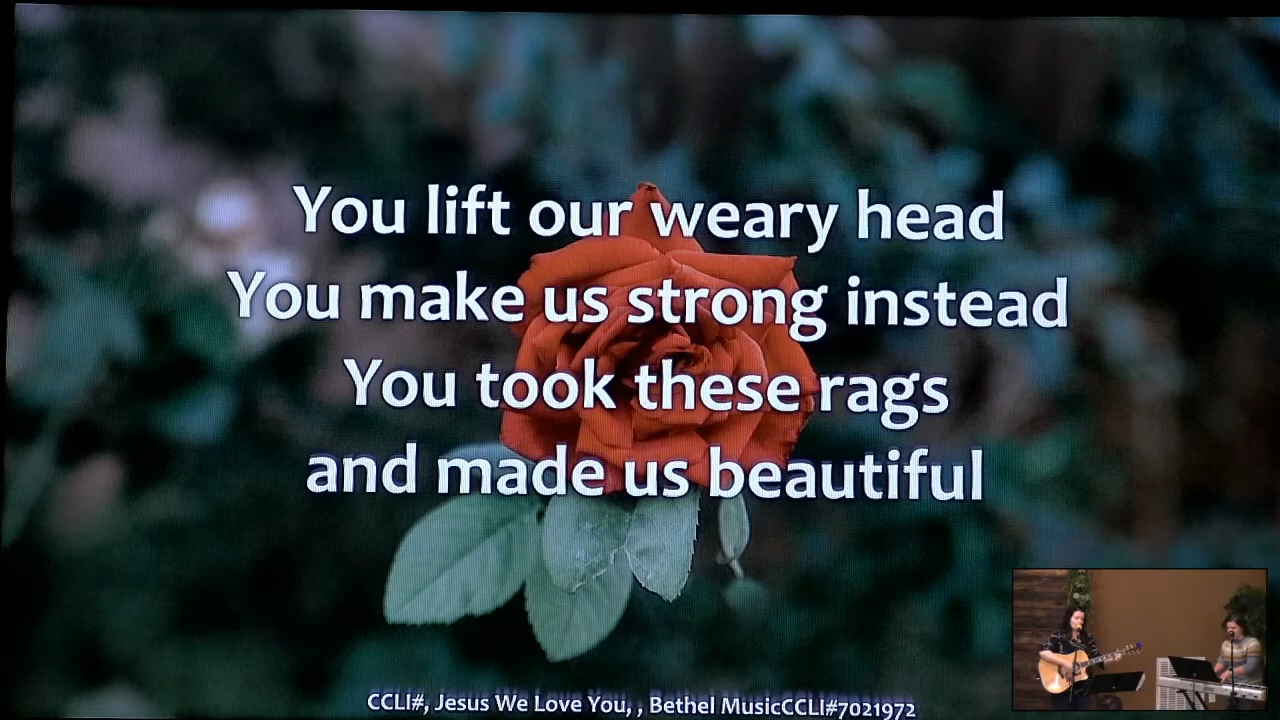 You lift our weary head
You make us strong instead
You took these rags
and made us beautiful
CCLI#, Jesus We Love You, , Bethel MusicCCLI#7021972